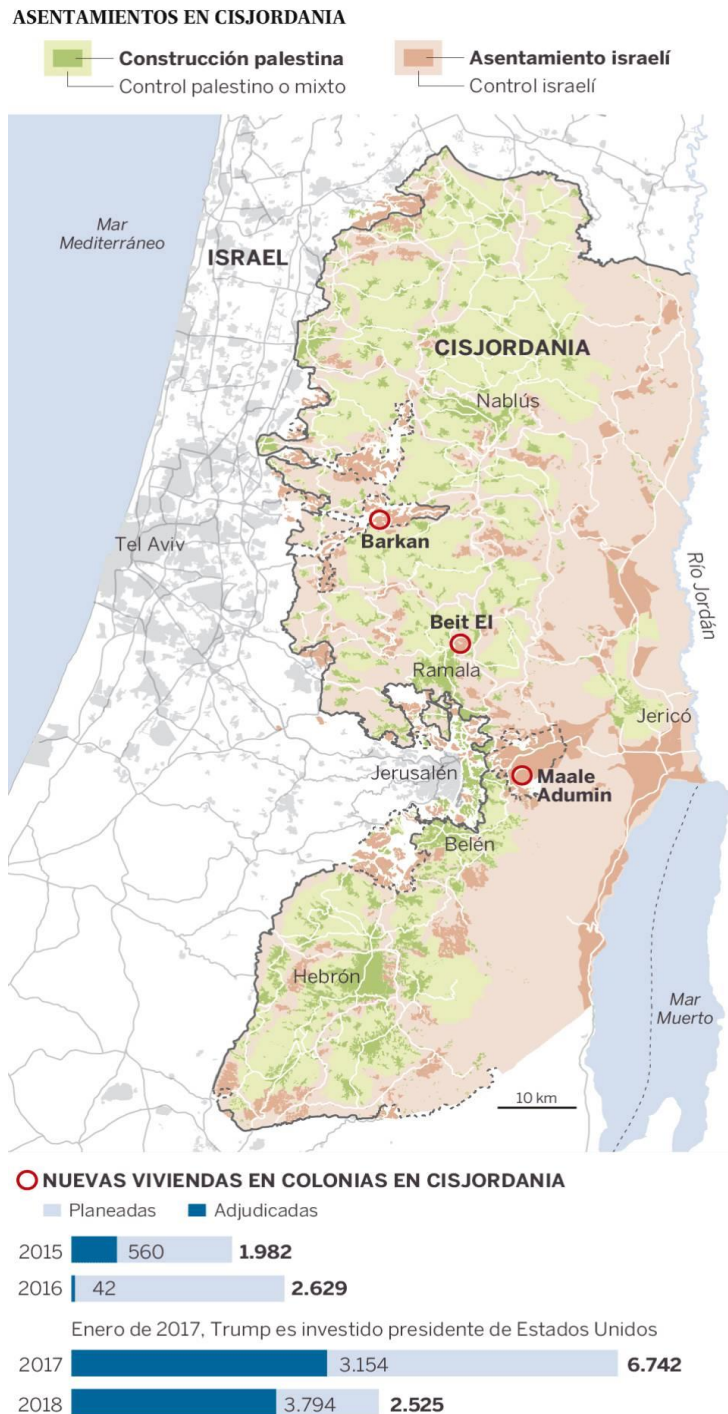 ASENTAMIENTOS EN CISJORDANIA
Construcción palestina
Control palestino o mixto
Asentamiento israelí
Control israelí
Mar
Mediterráneo
ISRAEL
CISJORDANIA
Nablús
Tel Aviv
Barkan
Río Jordán
Beit El
Ramala
Jericó
Jerusalén
Maale
Adumin
Belén
Hebrón
Mar
Muerto
10 km
NUEVAS VIVIENDAS EN COLONIAS EN CISJORDANIA
Planeadas
Adjudicadas
2015 560 1.982
2016 42 2.629
Enero de 2017, Trump es investido presidente de Estados Unidos
2017 3.154 6.742
2018 3.794 2.525